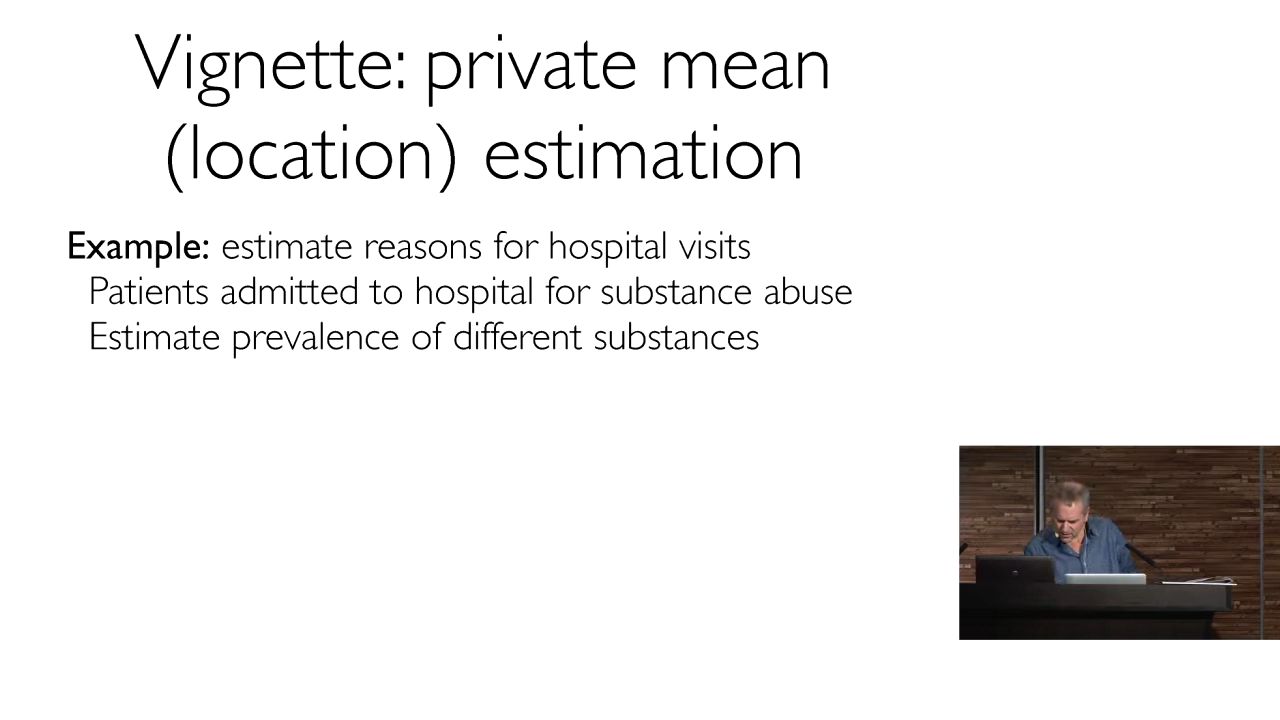 Vignette: private mean
(location) estimation
Example: estimate reasons for hospital visits
Patients admitted to hospital for substance abuse
Estimate prevalence of different substances